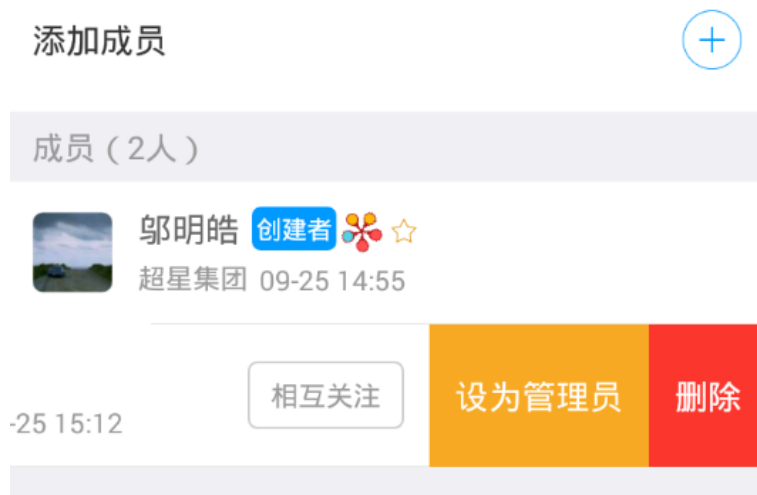 添加成员
成员（2人）
邬明皓 创建者
超星集团 09-25 14:55
相互关注 设为管理员 删除
-25 15:12